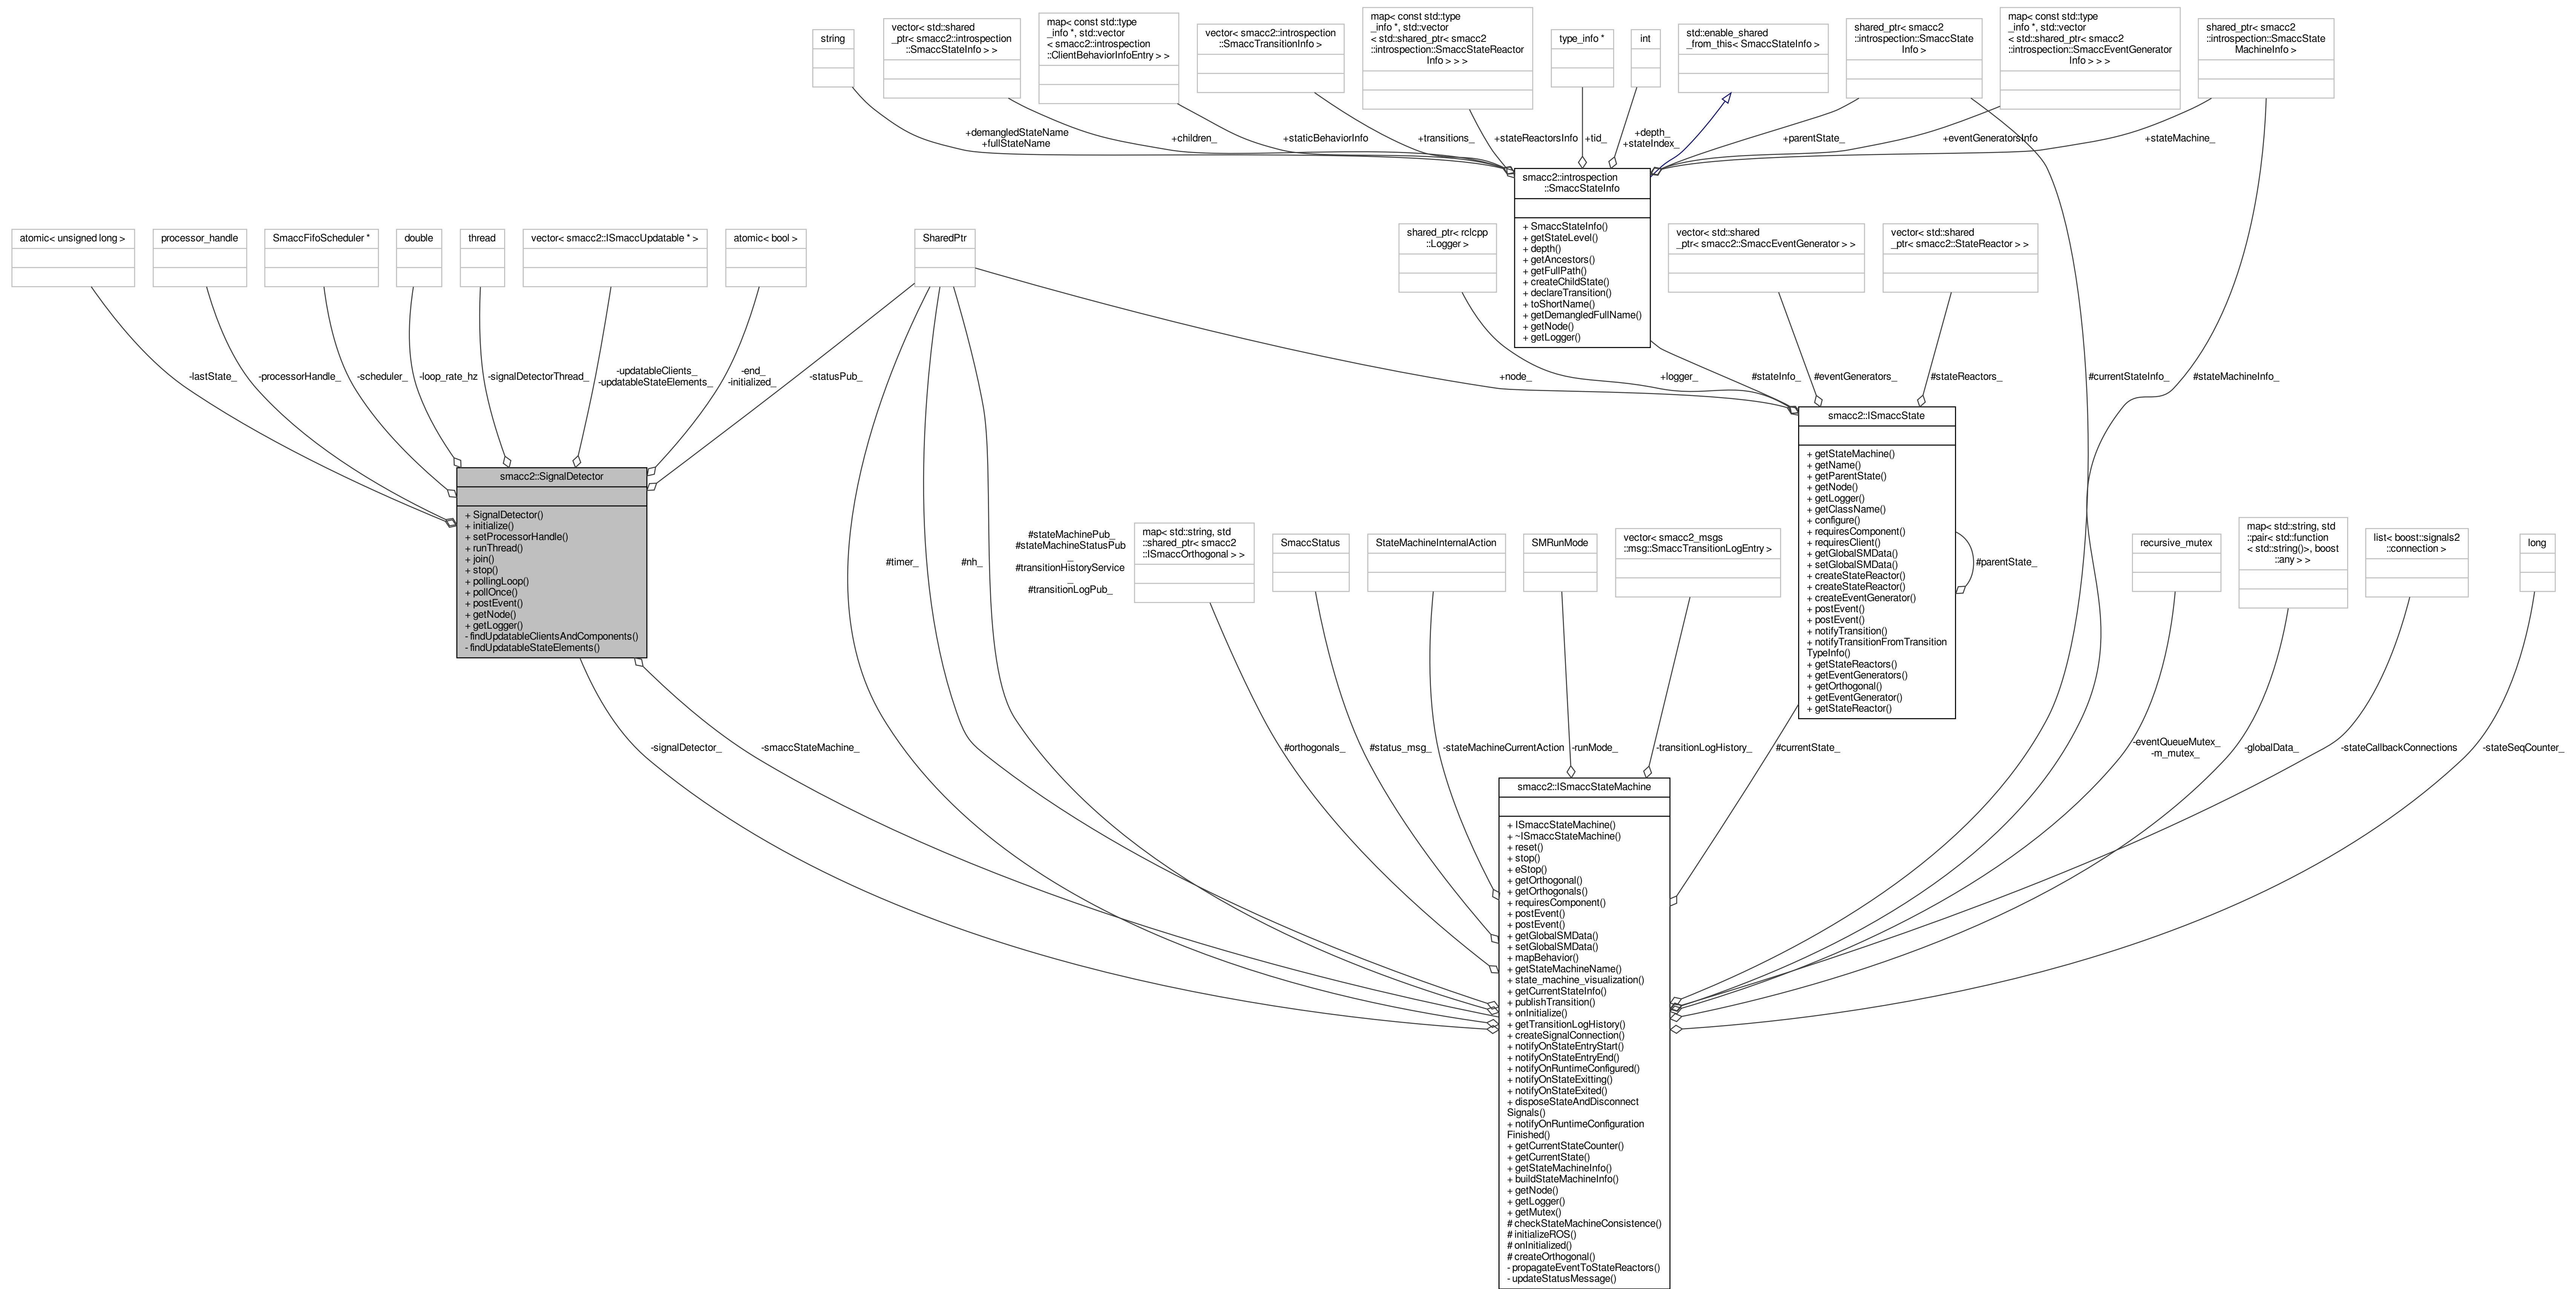 string
vector< std::shared
_ptr< smacc2::introspection
::SmaccStateInfo > >
map< const std::type
_info *, std::vector
< smacc2::introspection
::ClientBehaviorInfoEntry > >
vector< smacc2::introspection
::SmaccTransitionInfo >
map< const std::type
_info *, std::vector
< std::shared_ptr< smacc2
::introspection::SmaccStateReactor
Info > > >
type_info *
int
std::enable_shared
_from_this< SmaccStateInfo >
shared_ptr< smacc2
::introspection::SmaccState
Info >
map< const std::type
_info *, std::vector
< std::shared_ptr< smacc2
::introspection::SmaccEventGenerator
Info > > >
shared_ptr< smacc2
::introspection::SmaccState
MachineInfo >
+demangledStateName
+fullStateName
+children_
+staticBehaviorInfo
+transitions_
+stateReactorsInfo
+tid_
+depth_
+stateIndex_
+parentState_
+eventGeneratorsInfo
+stateMachine_
smacc2::introspection
::SmaccStateInfo
+ SmaccStateInfo()
+ getStateLevel()
+ depth()
+ getAncestors()
+ getFullPath()
+ createChildState()
+ declareTransition()
+ toShortName()
+ getDemangledFullName()
+ getNode()
+ getLogger()
atomic< unsigned long >
processor_handle
SmaccFifoScheduler *
double
thread
vector< smacc2::ISmaccUpdatable * >
atomic< bool >
SharedPtr
shared_ptr< rclcpp
::Logger >
vector< std::shared
_ptr< smacc2::SmaccEventGenerator > >
vector< std::shared
_ptr< smacc2::StateReactor > >
-lastState_
-processorHandle_
-scheduler_
-loop_rate_hz
-signalDetectorThread_
-updatableClients_
-updatableStateElements_
-end_
-initialized_
-statusPub_
+node_
+logger_
#stateInfo_
#eventGenerators_
#stateReactors_
#currentStateInfo_
#stateMachineInfo_
smacc2::SignalDetector
+ SignalDetector()
+ initialize()
+ setProcessorHandle()
+ runThread()
+ join()
+ stop()
+ pollingLoop()
+ pollOnce()
+ postEvent()
+ getNode()
+ getLogger()
- findUpdatableClientsAndComponents()
- findUpdatableStateElements()
smacc2::ISmaccState
+ getStateMachine()
+ getName()
+ getParentState()
+ getNode()
+ getLogger()
+ getClassName()
+ configure()
+ requiresComponent()
+ requiresClient()
+ getGlobalSMData()
+ setGlobalSMData()
+ createStateReactor()
+ createStateReactor()
+ createEventGenerator()
+ postEvent()
+ postEvent()
+ notifyTransition()
+ notifyTransitionFromTransition
TypeInfo()
+ getStateReactors()
+ getEventGenerators()
+ getOrthogonal()
+ getEventGenerator()
+ getStateReactor()
#parentState_
#timer_
#nh_
#stateMachinePub_
#stateMachineStatusPub
_
#transitionHistoryService
_
#transitionLogPub_
map< std::string, std
::shared_ptr< smacc2
::ISmaccOrthogonal > >
SmaccStatus
StateMachineInternalAction
SMRunMode
vector< smacc2_msgs
::msg::SmaccTransitionLogEntry >
recursive_mutex
map< std::string, std
::pair< std::function
< std::string()>, boost
::any > >
list< boost::signals2
::connection >
long
-signalDetector_
-smaccStateMachine_
#orthogonals_
#status_msg_
-stateMachineCurrentAction
-runMode_
-transitionLogHistory_
#currentState_
-eventQueueMutex_
-m_mutex_
-globalData_
-stateCallbackConnections
-stateSeqCounter_
smacc2::ISmaccStateMachine
+ ISmaccStateMachine()
+ ~ISmaccStateMachine()
+ reset()
+ stop()
+ eStop()
+ getOrthogonal()
+ getOrthogonals()
+ requiresComponent()
+ postEvent()
+ postEvent()
+ getGlobalSMData()
+ setGlobalSMData()
+ mapBehavior()
+ getStateMachineName()
+ state_machine_visualization()
+ getCurrentStateInfo()
+ publishTransition()
+ onInitialize()
+ getTransitionLogHistory()
+ createSignalConnection()
+ notifyOnStateEntryStart()
+ notifyOnStateEntryEnd()
+ notifyOnRuntimeConfigured()
+ notifyOnStateExitting()
+ notifyOnStateExited()
+ disposeStateAndDisconnect
Signals()
+ notifyOnRuntimeConfiguration
Finished()
+ getCurrentStateCounter()
+ getCurrentState()
+ getStateMachineInfo()
+ buildStateMachineInfo()
+ getNode()
+ getLogger()
+ getMutex()
# checkStateMachineConsistence()
# initializeROS()
# onInitialized()
# createOrthogonal()
- propagateEventToStateReactors()
- updateStatusMessage()